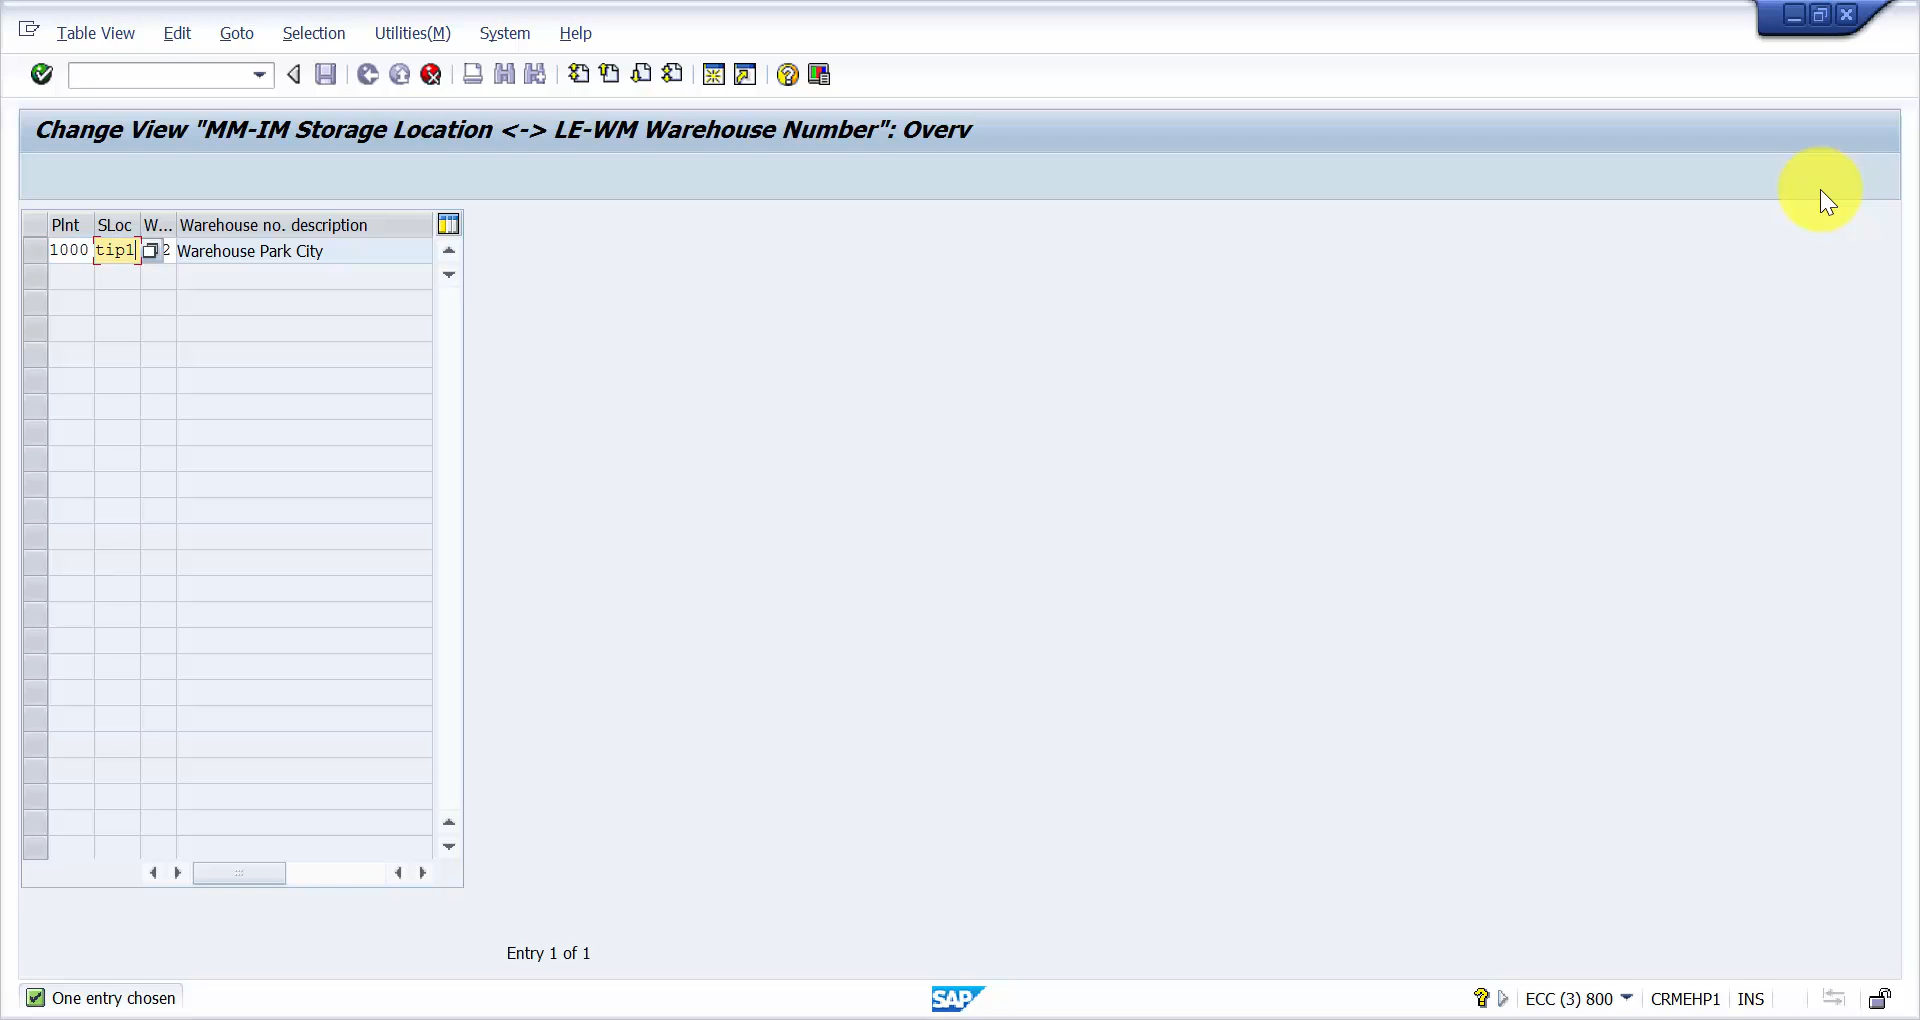 Table View Edit Goto Selection Utilities(M) System Help
Change View "MM-IM Storage Location <-> LE-WM Warehouse Number": Overv
Plnt SLoc W... Warehouse no. description
1000 tip1 2 Warehouse Park City
Entry 1 of 1
One entry chosen SAP ECC (3) 800 CRMEHP1 INS